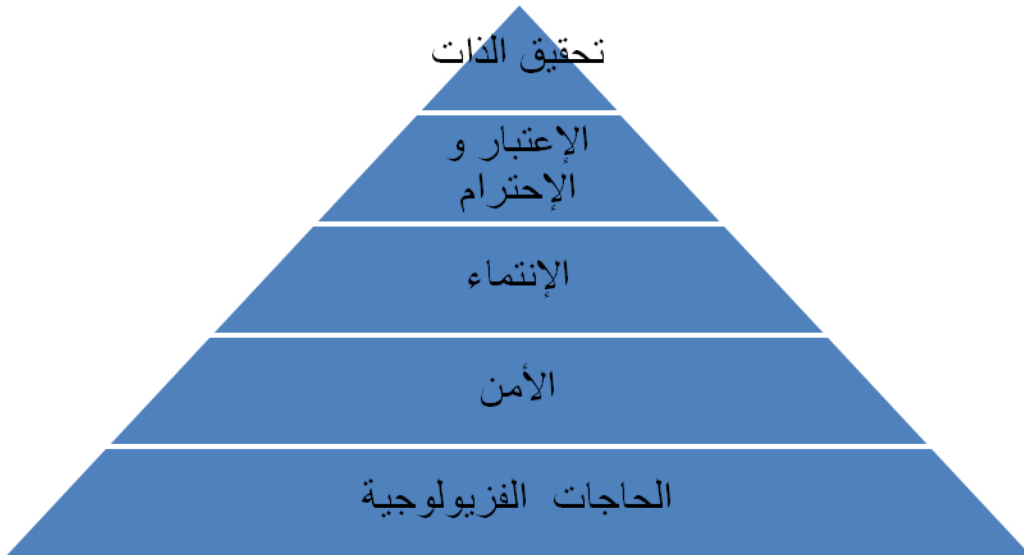 تحقيق الذات
الإعتبار و
الإحترام
الإنتماء
الأمن
الحاجات الفزيولوجية